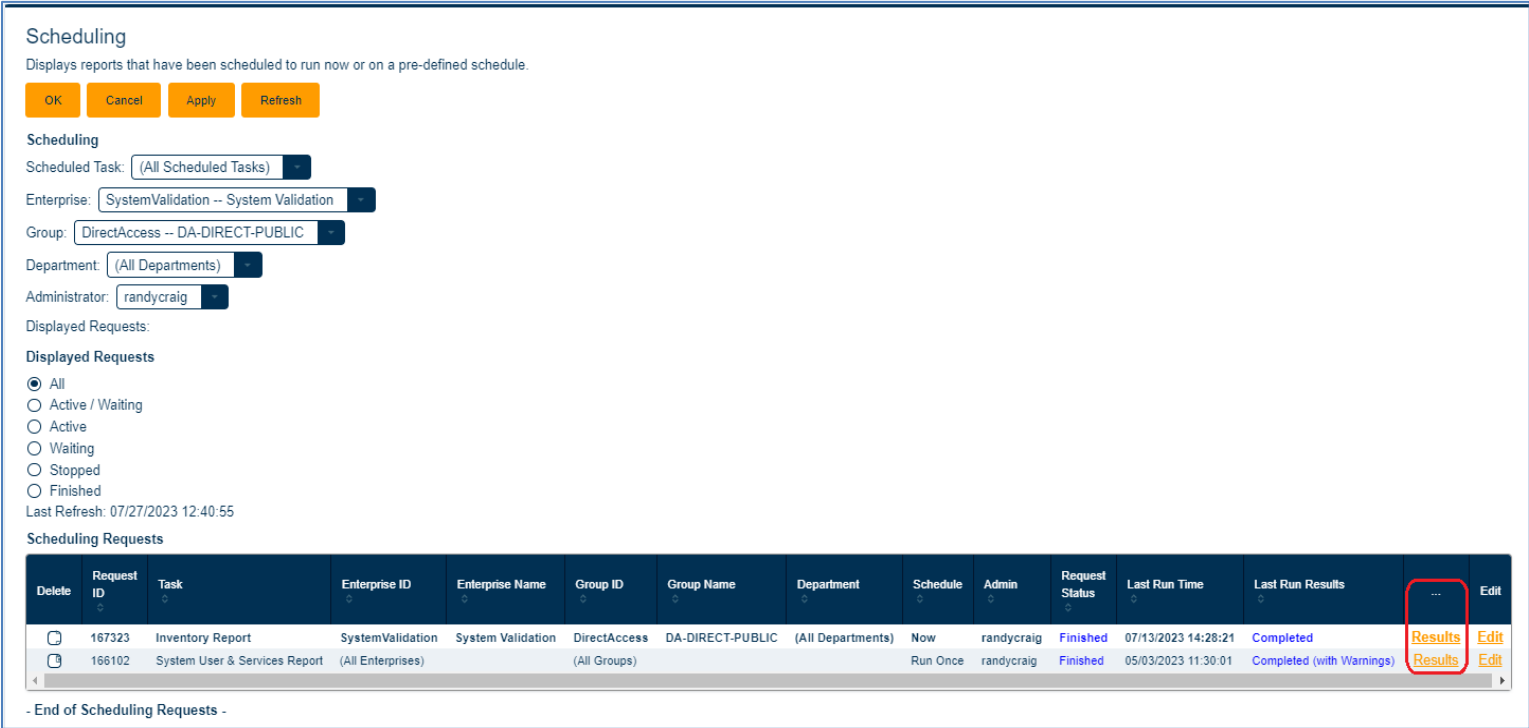 Scheduling
Displays reports that have been scheduled to run now or on a pre-defined schedule.
OK Cancel Apply Refresh
Scheduling
Scheduled Task: (All Scheduled Tasks)
Enterprise: SystemValidation -- System Validation
Group: DirectAccess -- DA-DIRECT-PUBLIC
Department: (All Departments)
Administrator: randycraig
Displayed Requests:
Displayed Requests
All
Active / Waiting
Active
Waiting
Stopped
Finished
Last Refresh: 07/27/2023 12:40:55
Scheduling Requests
Delete Request ID Task Enterprise ID Enterprise Name Group ID Group Name Department Schedule Admin Request Status Last Run Time Last Run Results ... Edit
167323 Inventory Report SystemValidation System Validation DirectAccess DA-DIRECT-PUBLIC (All Departments) Now randycraig Finished 07/13/2023 14:28:21 Completed Results Edit
166102 System User & Services Report (All Enterprises) (All Groups) Run Once randycraig Finished 05/03/2023 11:30:01 Completed (with Warnings) Results Edit
- End of Scheduling Requests -